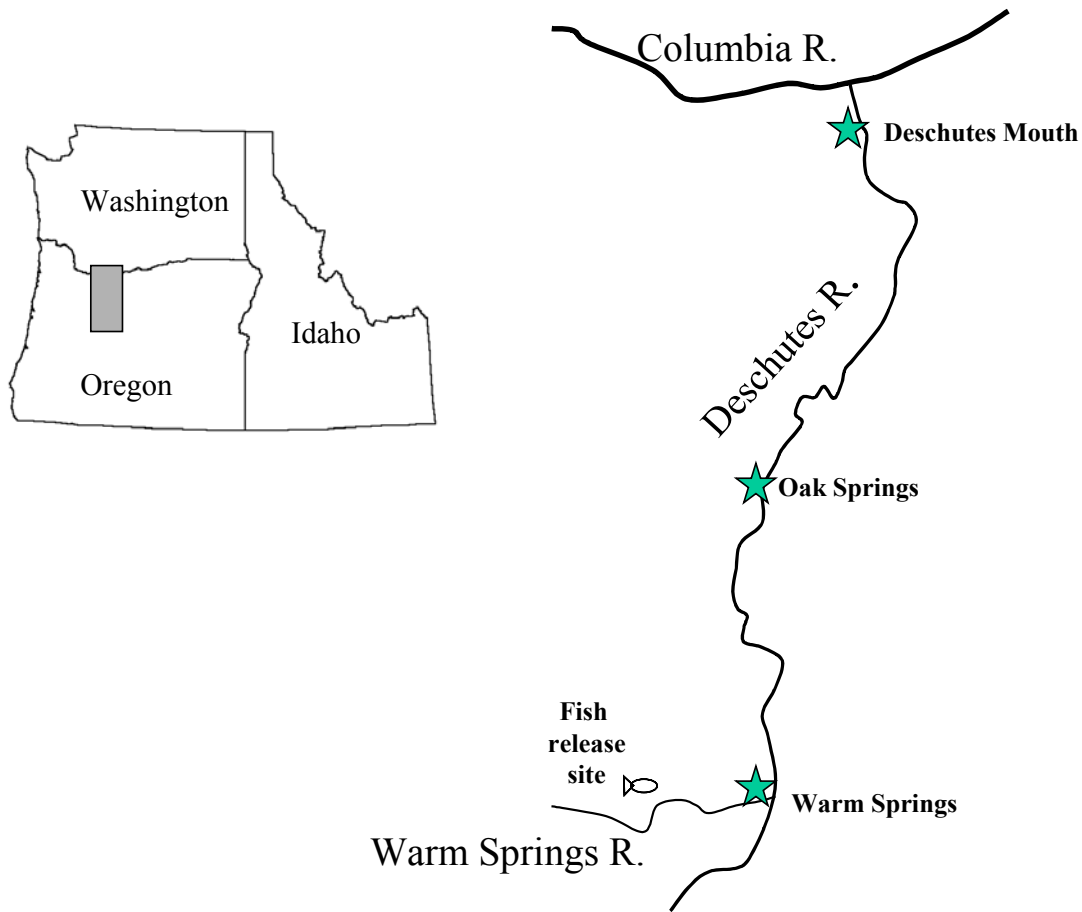 Columbia R.
Deschutes Mouth
Washington
Idaho
Oregon
Deschutes R.
Oak Springs
Fish
release
site
Warm Springs
Warm Springs R.